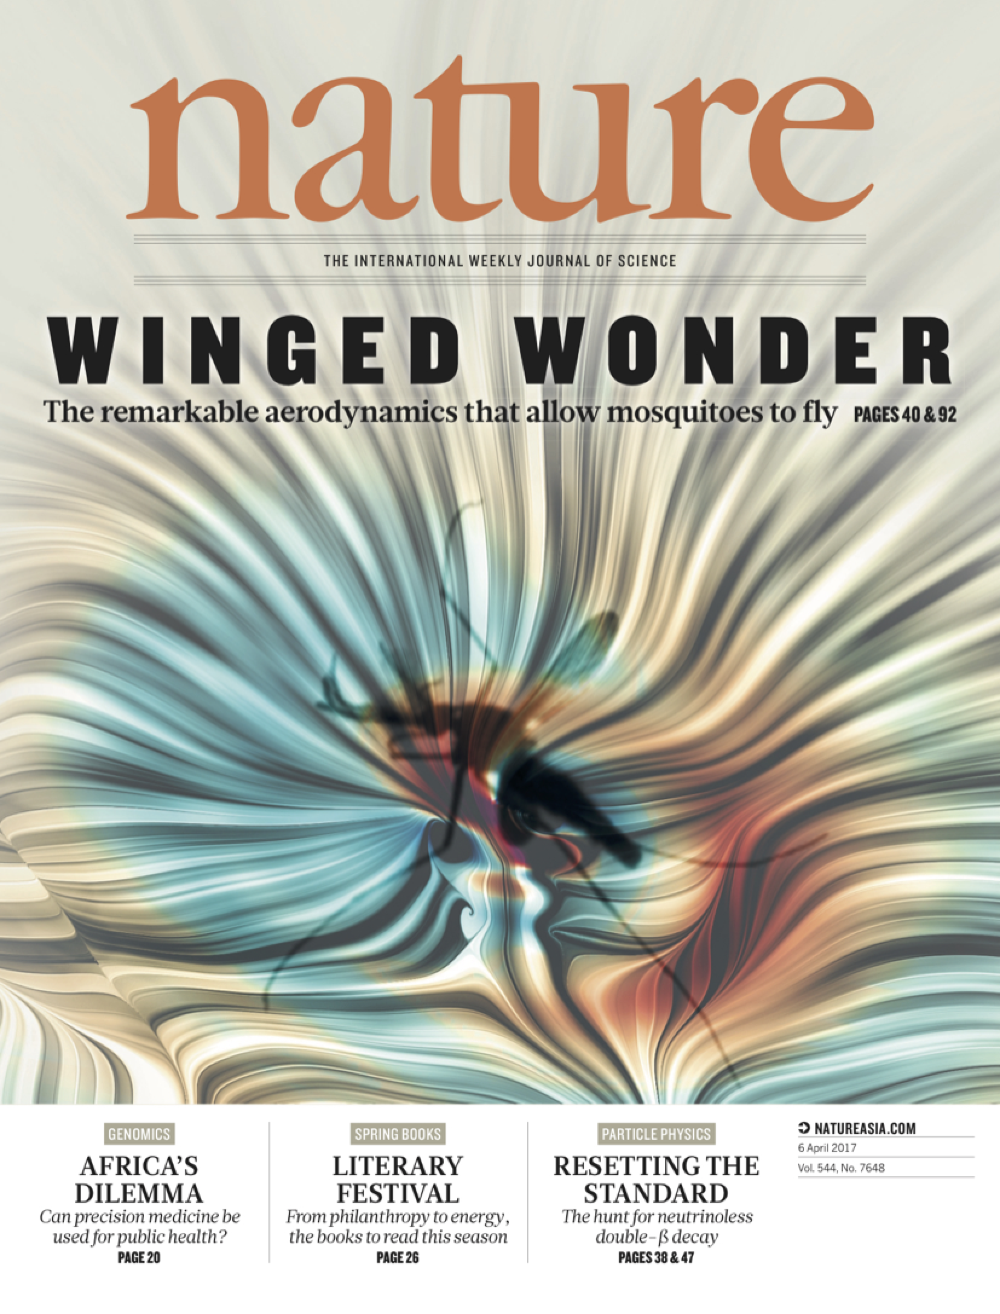 nature
THE INTERNATIONAL WEEKLY JOURNAL OF SCIENCE
WINGED WONDER
The remarkable aerodynamics that allow mosquitoes to fly PAGES 40 & 92
GENOMICS
AFRICA'S
DILEMMA
Can precision medicine be
used for public health?
PAGE 20
SPRING BOOKS
LITERARY
FESTIVAL
From philanthropy to energy,
the books to read this season
PAGE 26
PARTICLE PHYSICS
RESETTING THE
STANDARD
The hunt for neutrinoless
double-β decay
PAGES 38 & 47
NATUREASIA.COM
6 April 2017
Vol. 544, No. 7648